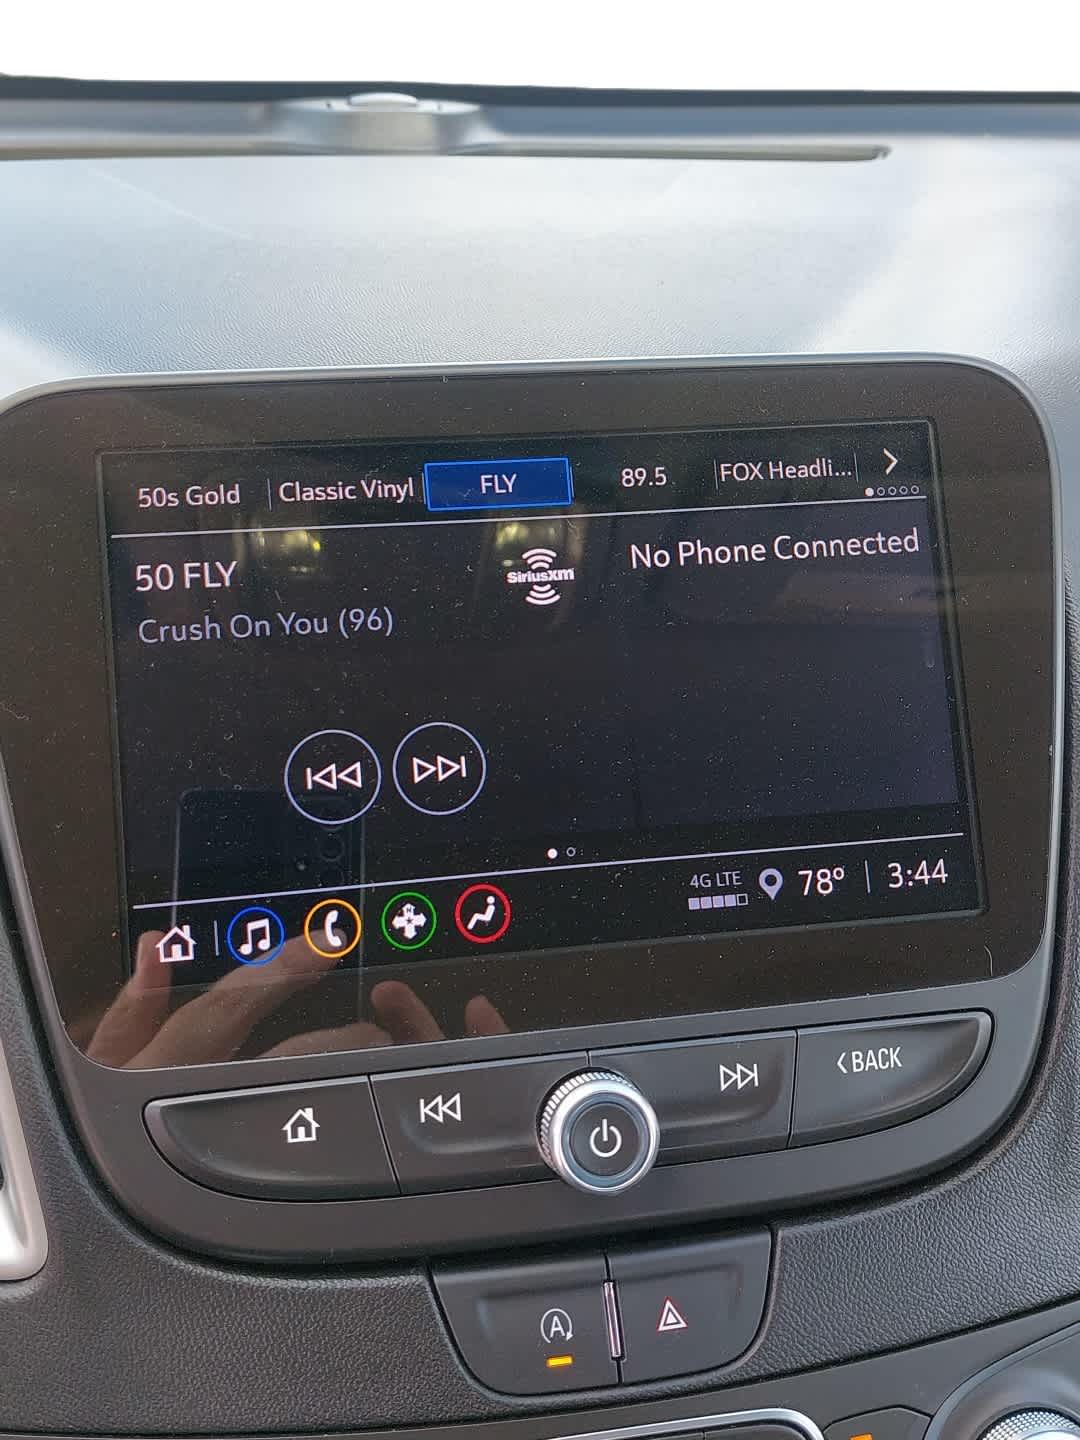 50s Gold
Classic Vinyl
FLY
89.5
FOX Headli...
50 FLY
SiriusXM
No Phone Connected
Crush On You (96)
4G LTE
78°
3:44
N
BACK
A